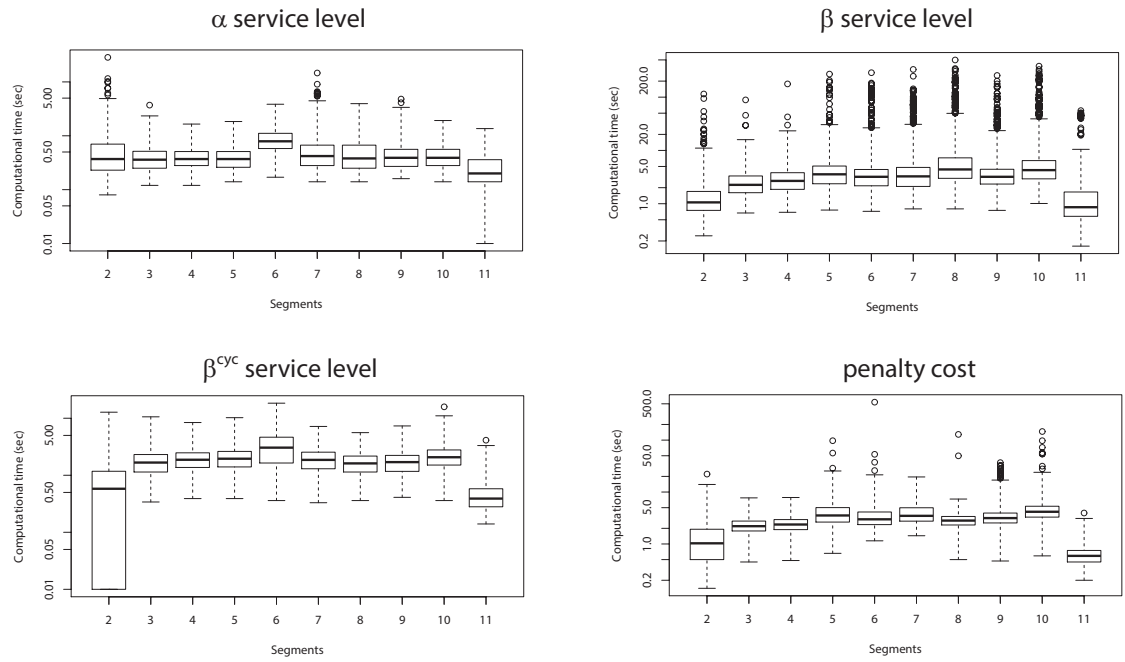 α service level
Computational time (sec)
5.00
0.50
0.05
0.01
2 3 4 5 6 7 8 9 10 11
Segments
β service level
Computational time (sec)
200.0
20.0
5.0
1.0
0.2
2 3 4 5 6 7 8 9 10 11
Segments
βcyc service level
Computational time (sec)
5.00
0.50
0.05
0.01
2 3 4 5 6 7 8 9 10 11
Segments
penalty cost
Computational time (sec)
500.0
50.0
5.0
1.0
0.2
2 3 4 5 6 7 8 9 10 11
Segments